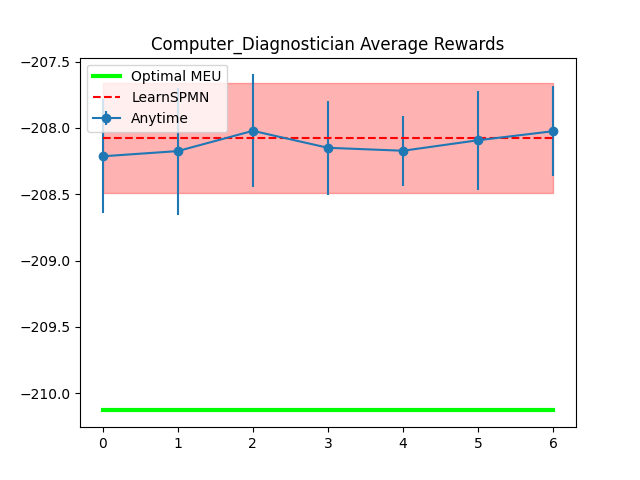 Computer_Diagnostician Average Rewards
Optimal MEU
LearnSPMN
Anytime
−207.5
−208.0
−208.5
−209.0
−209.5
−210.0
0 1 2 3 4 5 6